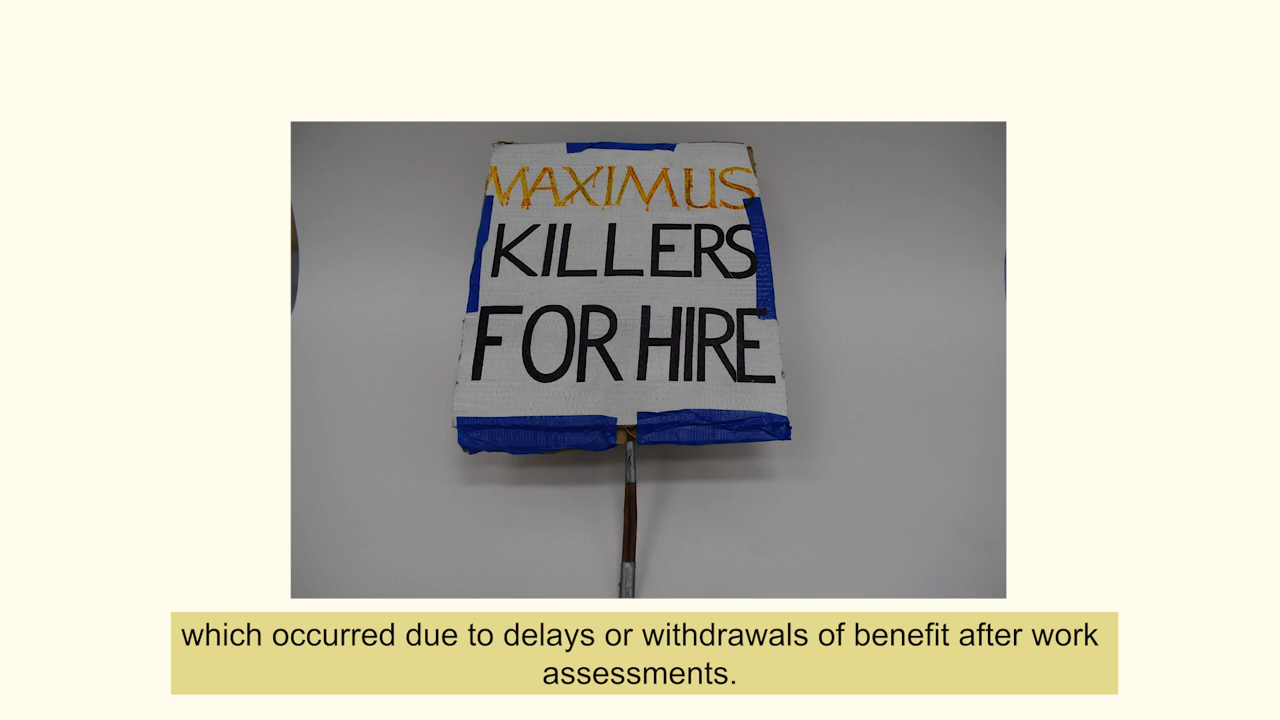 MAXIMUS
KILLERS
FOR HIRE
which occurred due to delays or withdrawals of benefit after work
assessments.